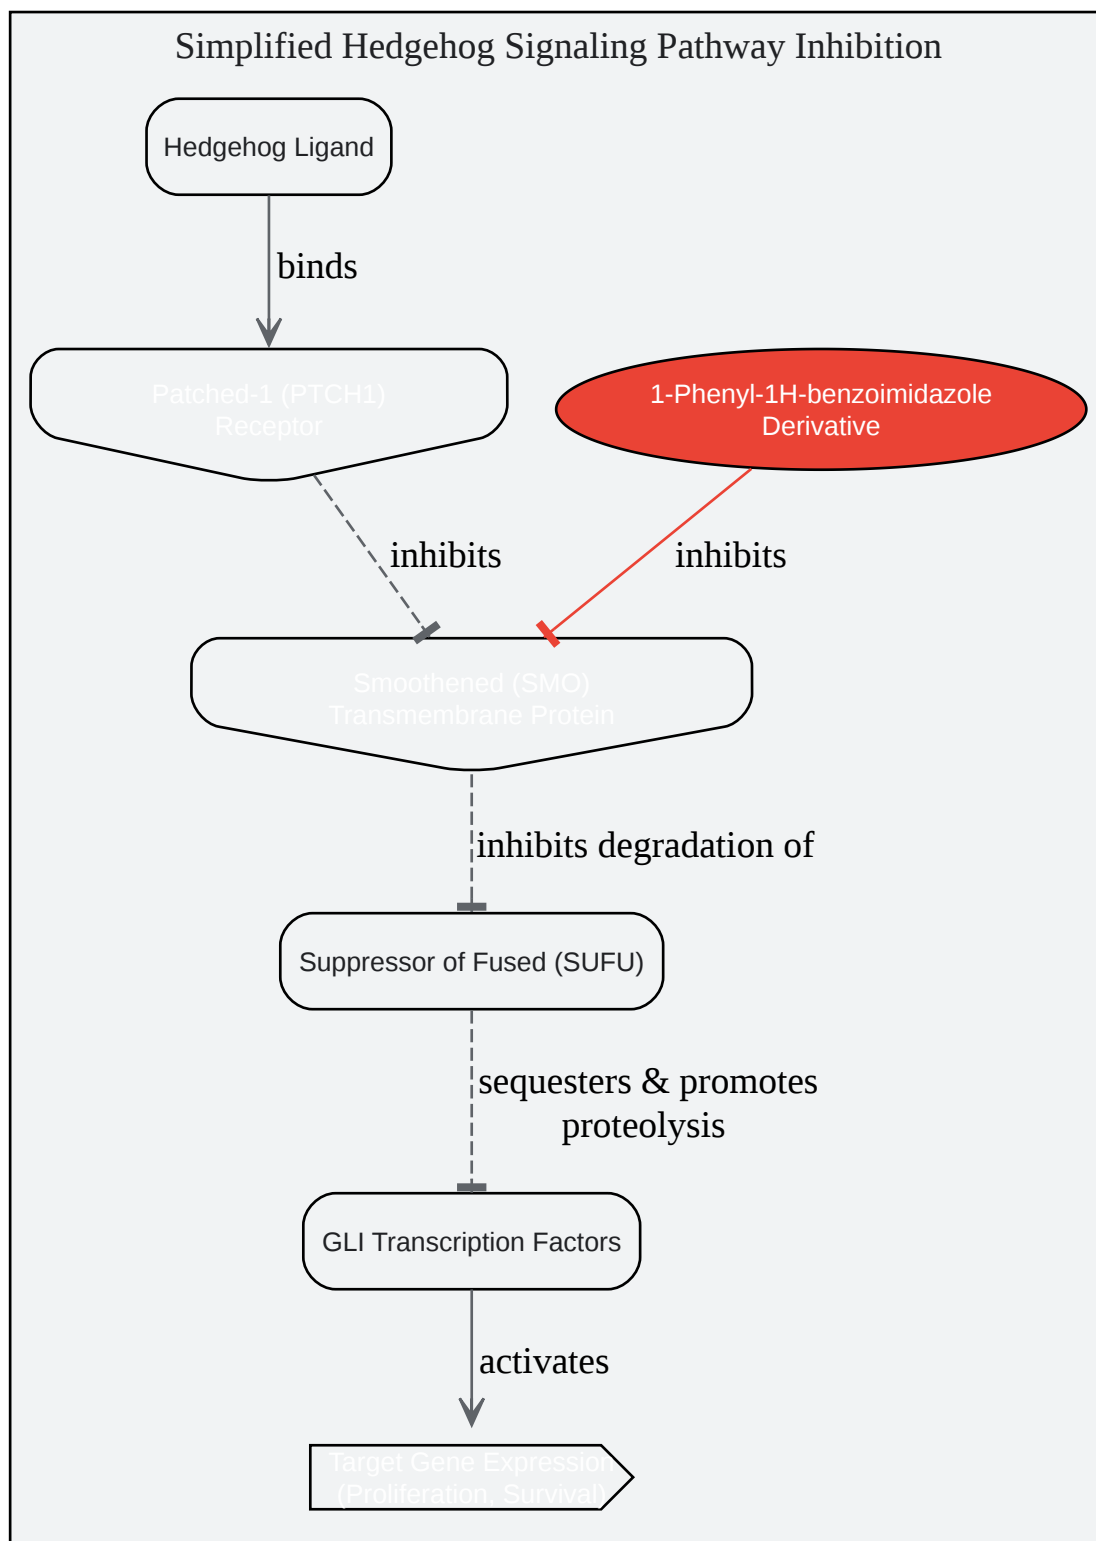 Simplified Hedgehog Signaling Pathway Inhibition
Hedgehog Ligand
binds
Patched-1 (PTCH1)
Receptor
1-Phenyl-1H-benzoimidazole
Derivative
inhibits
inhibits
Smoothened (SMO)
Transmembrane Protein
inhibits degradation of
Suppressor of Fused (SUFU)
sequesters & promotes
proteolysis
GLI Transcription Factors
activates
Target Gene Expression
(Proliferation, Survival)